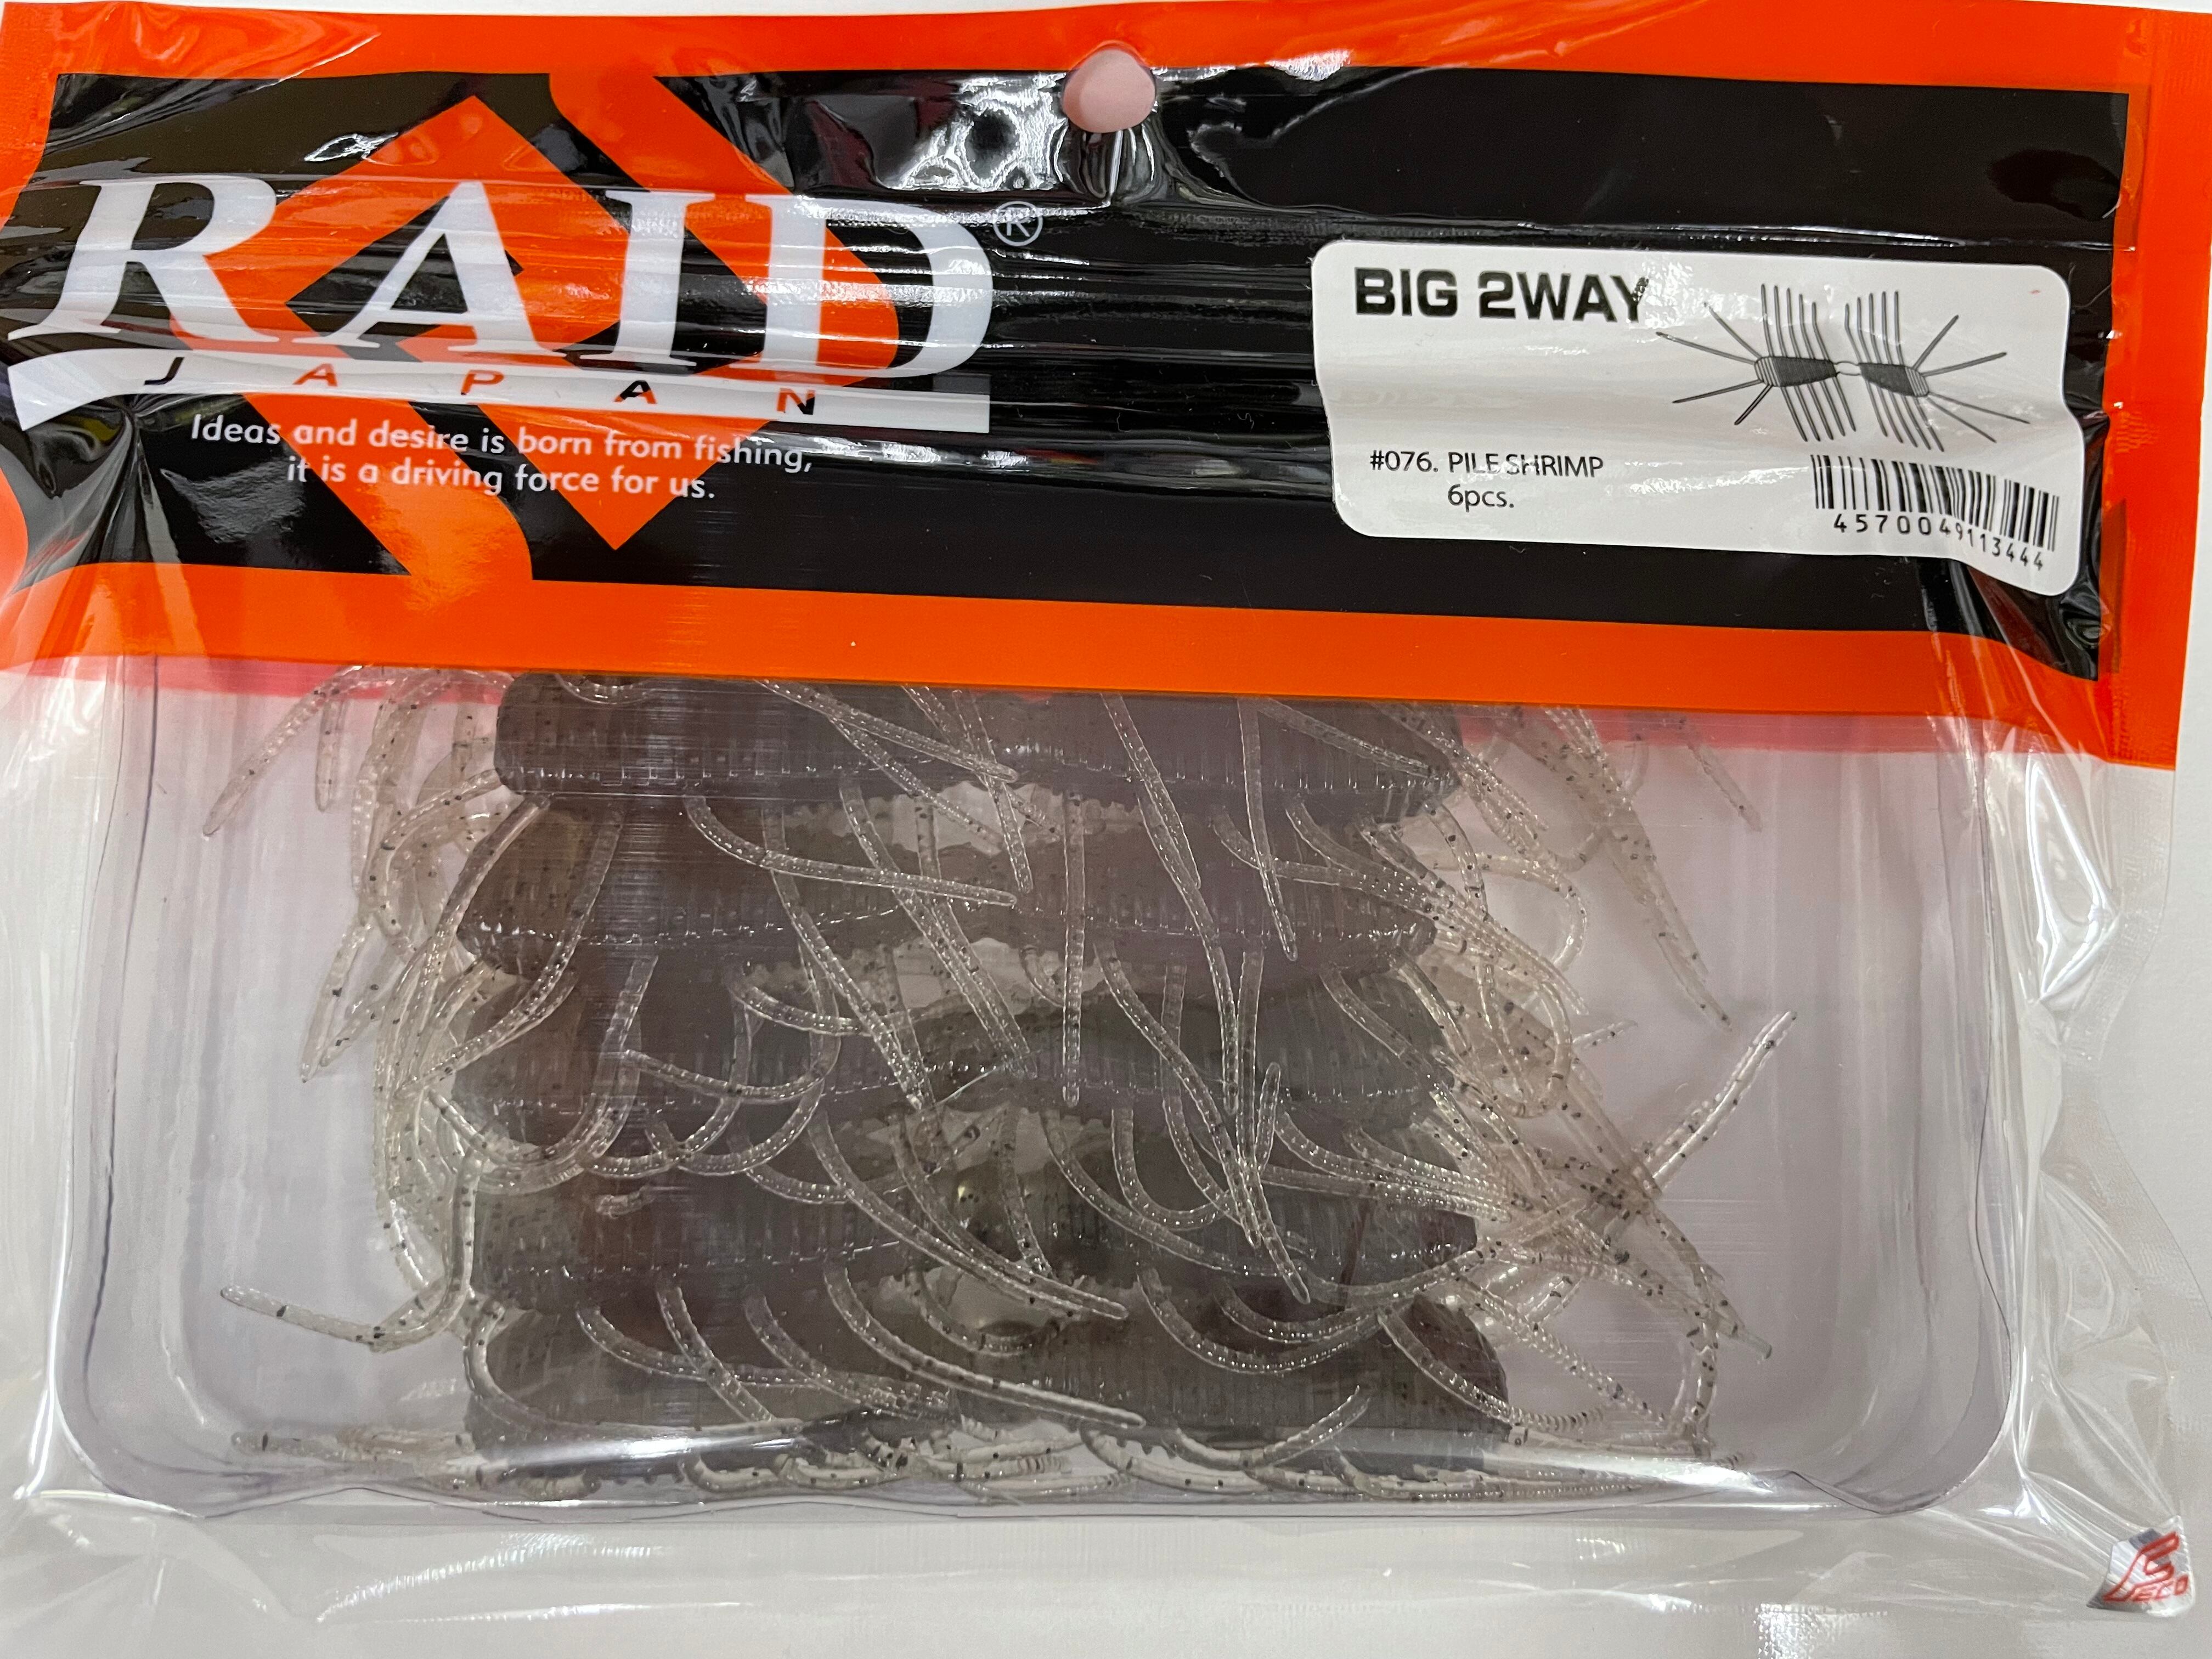 RAID®
JAPAN
Ideas and desire is born from fishing,
it is a driving force for us.
BIG 2WAY
#076. PILE SHRIMP
6pcs.
4570049113444
ECO